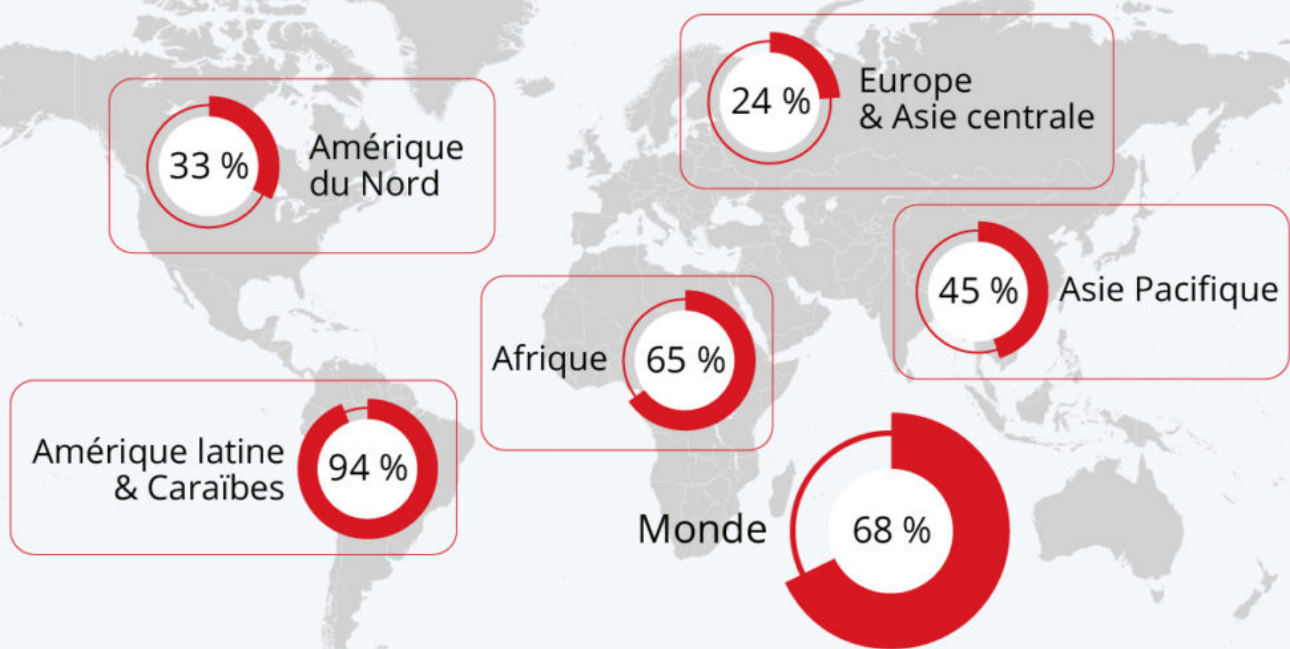 33 %
Amérique
du Nord
24 %
Europe
& Asie centrale
45 %
Asie Pacifique
Afrique
65 %
Amérique latine
& Caraïbes
94 %
Monde
68 %